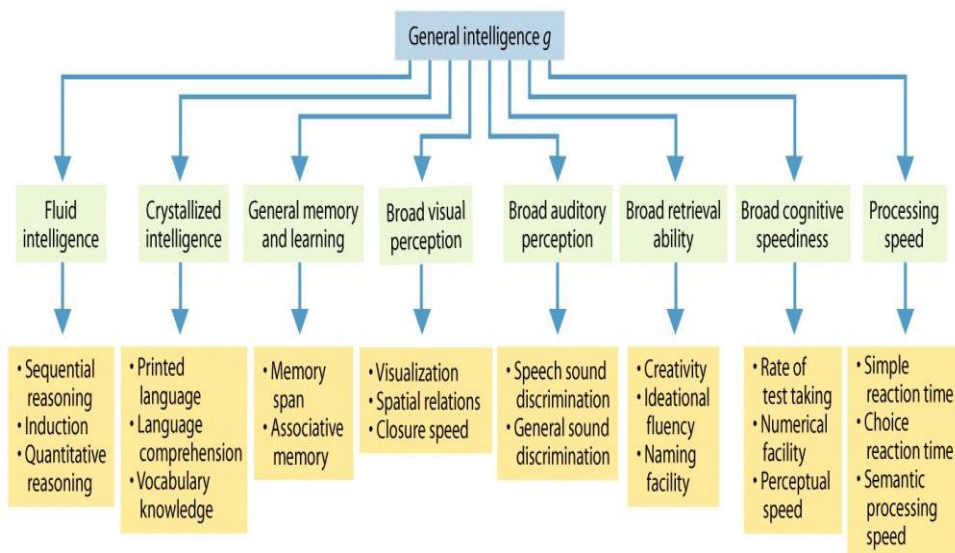 General intelligence g
Fluid
intelligence
Crystallized
intelligence
General memory
and learning
Broad visual
perception
Broad auditory
perception
Broad retrieval
ability
Broad cognitive
speediness
Processing
speed
• Sequential
reasoning
• Induction
• Quantitative
reasoning
• Printed
language
• Language
comprehension
• Vocabulary
knowledge
• Memory
span
• Associative
memory
• Visualization
• Spatial relations
• Closure speed
• Speech sound
discrimination
• General sound
discrimination
• Creativity
• Ideational
fluency
• Naming
facility
• Rate of
test taking
• Numerical
facility
• Perceptual
speed
• Simple
reaction time
• Choice
reaction time
• Semantic
processing
speed